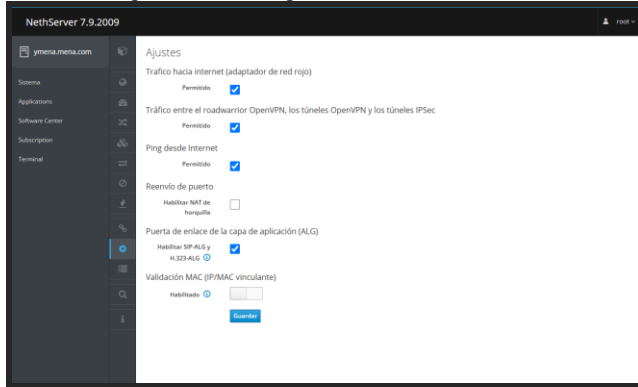 NethServer 7.9.2009
root
ymena.mena.com
Sistema
Applications
Software Center
Subscription
Terminal
Ajustes
Trafico hacia internet (adaptador de red rojo)
Permitido
Tráfico entre el roadwarrior OpenVPN, los túneles OpenVPN y los túneles IPSec
Permitido
Ping desde Internet
Permitido
Reenvío de puerto
Habilitar NAT de
horquilla
Puerta de enlace de la capa de aplicación (ALG)
Habilitar SIP-ALG y
H.323-ALG
Validación MAC (IP/MAC vinculante)
Habilitado
Guardar